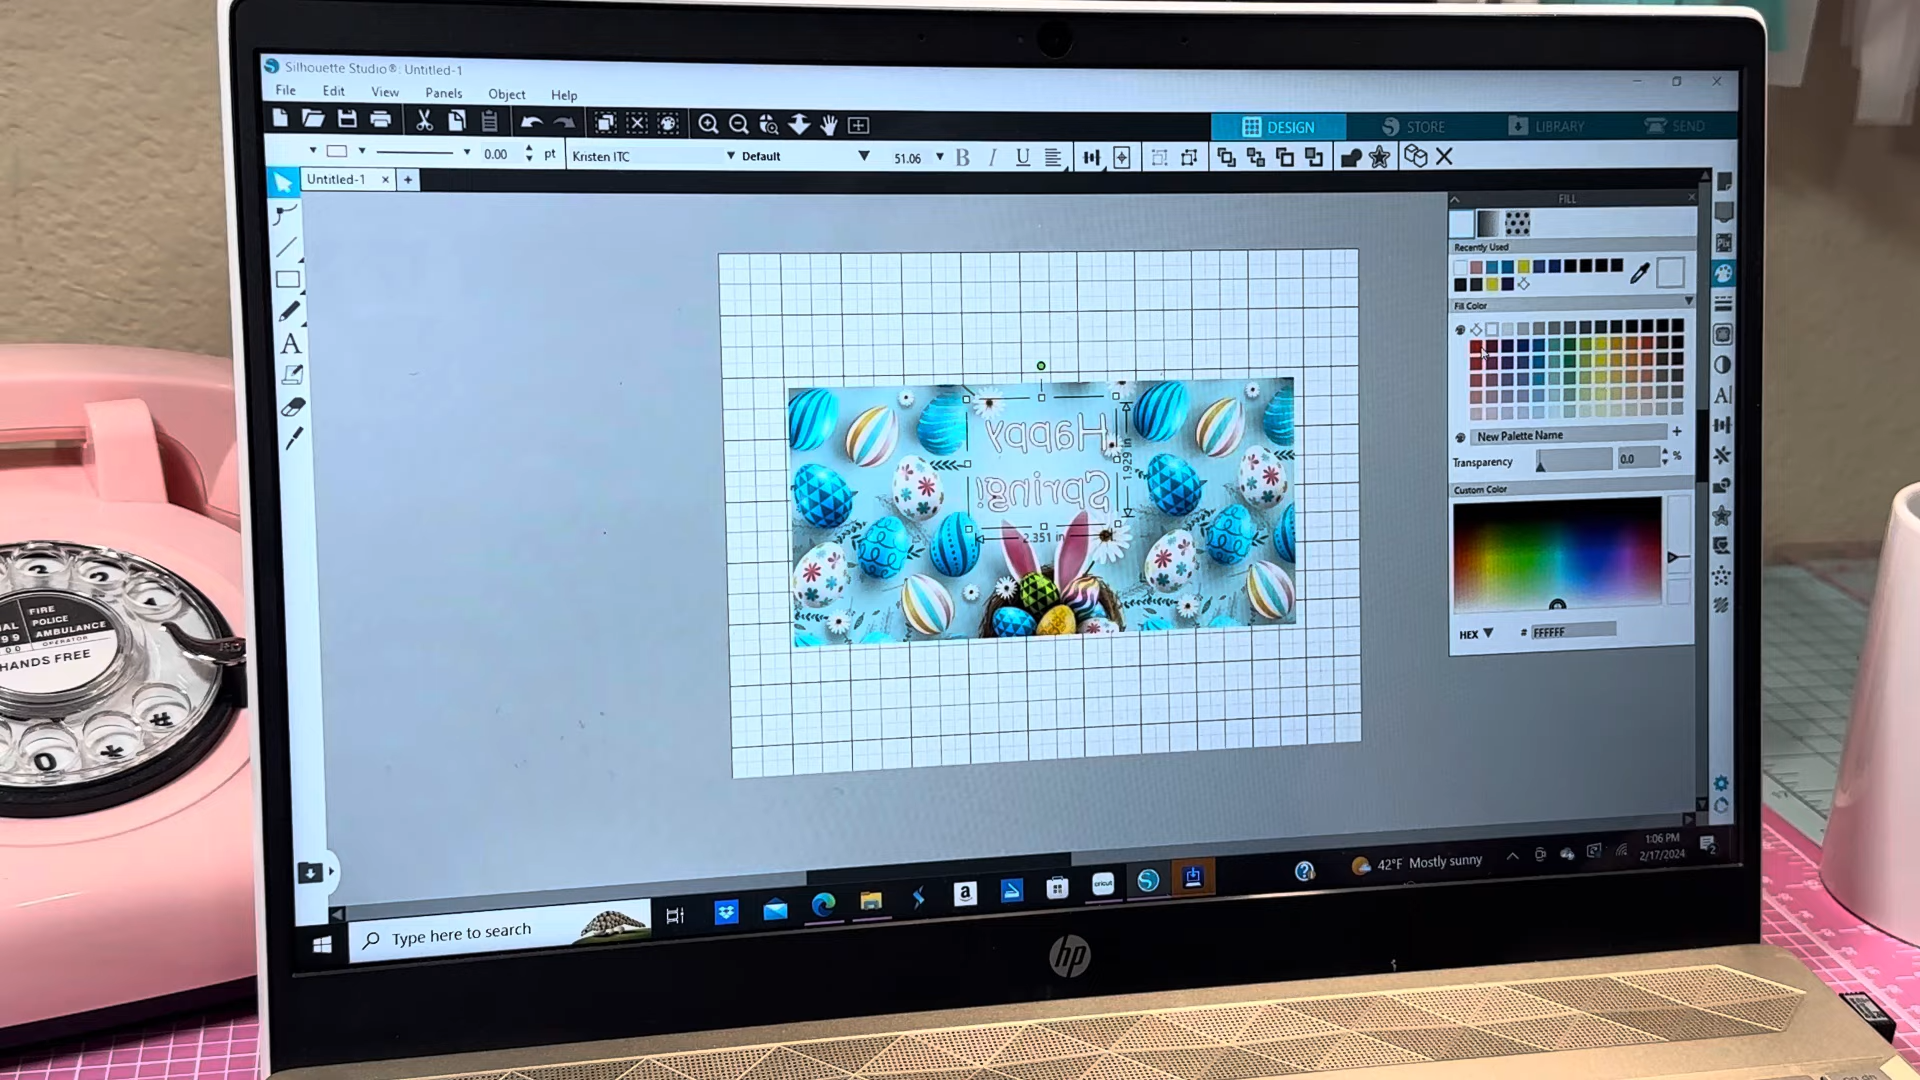 Silhouette Studio®: Untitled-1
File Edit View Panels Object Help
DESIGN STORE LIBRARY SEND
0.00 pt Kristen ITC Default 51.06 B I U
Untitled-1 × +
FILL
Recently Used
Fill Color
New Palette Name +
Transparency 0.0 %
Custom Color
HEX # FFFFFF
Happy
Spring!
1.929 in
2.351 in
A
A
FIRE
POLICE
AMBULANCE
OPERATOR
HANDS FREE
0 * #
1:06 PM
42°F Mostly sunny 2/17/2024
Type here to search
cricut
hp